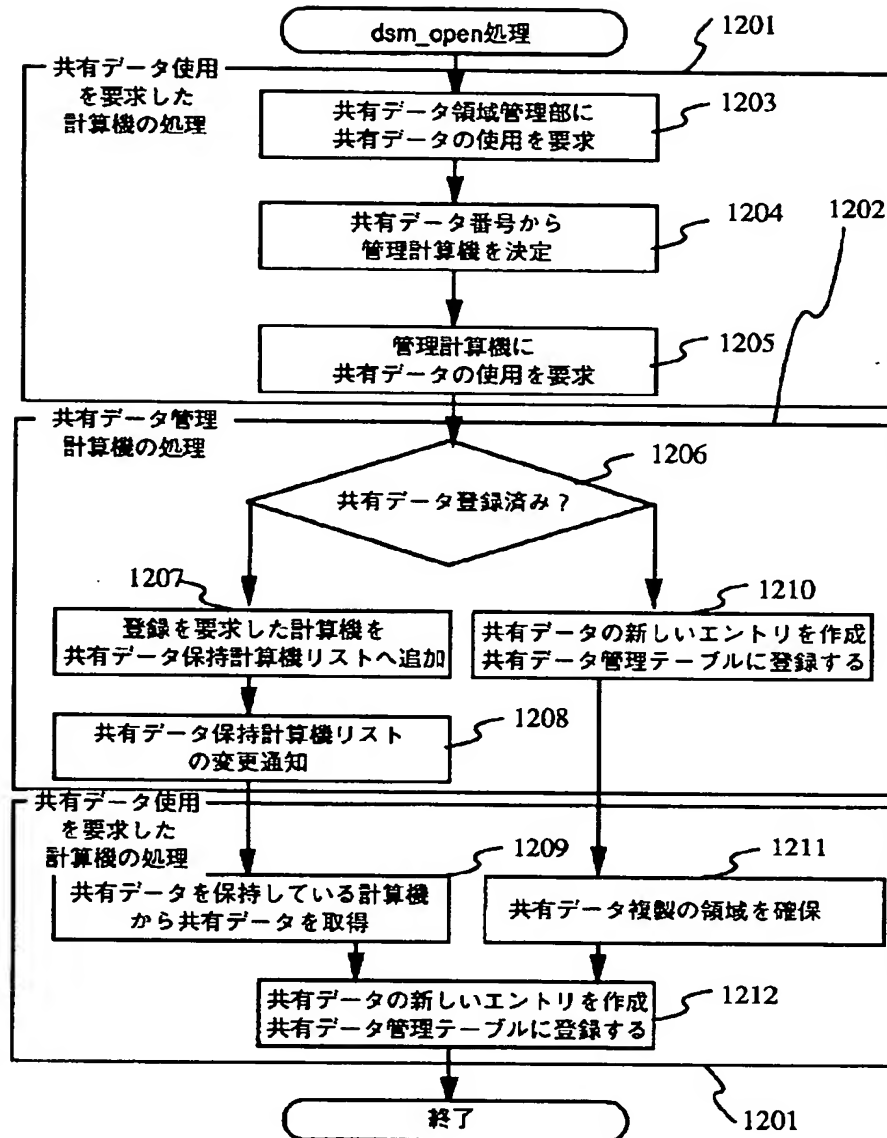 dsm_open処理
1201
共有データ使用
を要求した
計算機の処理
共有データ領域管理部に
共有データの使用を要求
1203
共有データ番号から
管理計算機を決定
1204
1202
管理計算機に
共有データの使用を要求
1205
共有データ管理
計算機の処理
1206
共有データ登録済み？
1207
登録を要求した計算機を
共有データ保持計算機リストへ追加
1210
共有データの新しいエントリを作成
共有データ管理テーブルに登録する
共有データ保持計算機リスト
の変更通知
1208
共有データ使用
を要求した
計算機の処理
1209
共有データを保持している計算機
から共有データを取得
1211
共有データ複製の領域を確保
共有データの新しいエントリを作成
共有データ管理テーブルに登録する
1212
終了
1201